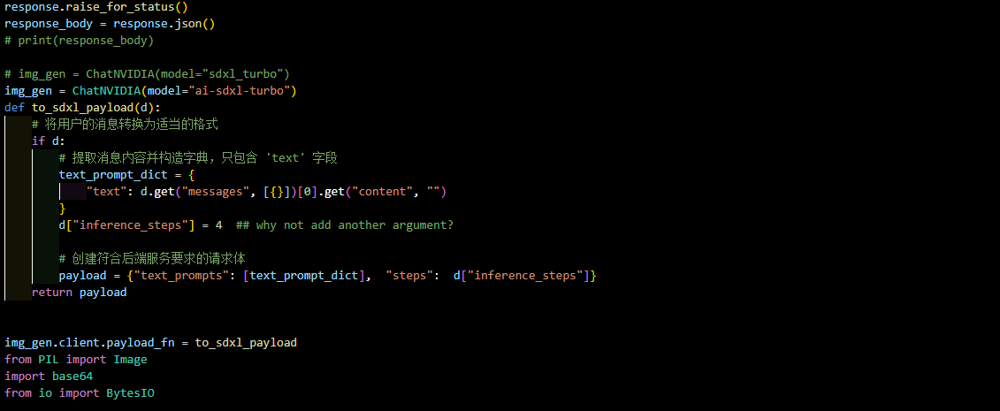 response.raise_for_status()
response_body = response.json()
# print(response_body)
# img_gen = ChatNVIDIA(model="sdxl_turbo")
img_gen = ChatNVIDIA(model="ai-sdxl-turbo")
def to_sdxl_payload(d):
    # 将用户的消息转换为适当的格式
    if d:
        # 提取消息内容并构造字典，只包含 'text' 字段
        text_prompt_dict = {
            "text": d.get("messages", [{}])[0].get("content", "")
        }
        d["inference_steps"] = 4  ## why not add another argument?
        # 创建符合后端服务要求的请求体
        payload = {"text_prompts": [text_prompt_dict],  "steps":  d["inference_steps"]}
    return payload
img_gen.client.payload_fn = to_sdxl_payload
from PIL import Image
import base64
from io import BytesIO